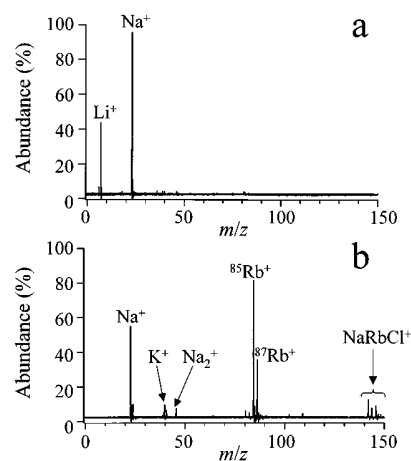 a
Abundance (%)
100
80
60
40
20
0
Na⁺
Li⁺
0 50 100 150
m/z
b
Abundance (%)
100
80
60
40
20
0
Na⁺
K⁺
Na₂⁺
⁸⁵Rb⁺
⁸⁷Rb⁺
NaRbCl⁺
0 50 100 150
m/z